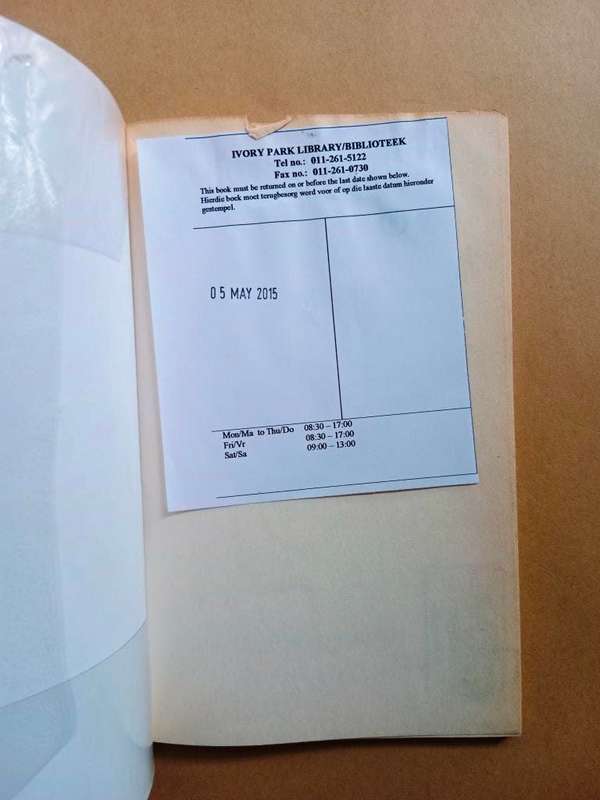 IVORY PARK LIBRARY/BIBLIOTEEK
Tel no.: 011-261-5122
Fax no.: 011-261-0730
This book must be returned on or before the last date shown below.
Hierdie boek moet terugbesorg werd voor of op die laaste datum hieronder
gestempel.
05 MAY 2015
Mon/Ma to Thu/Do 08:30 – 17:00
Fri/Vr 08:30 – 17:00
Sat/Sa 09:00 – 13:00